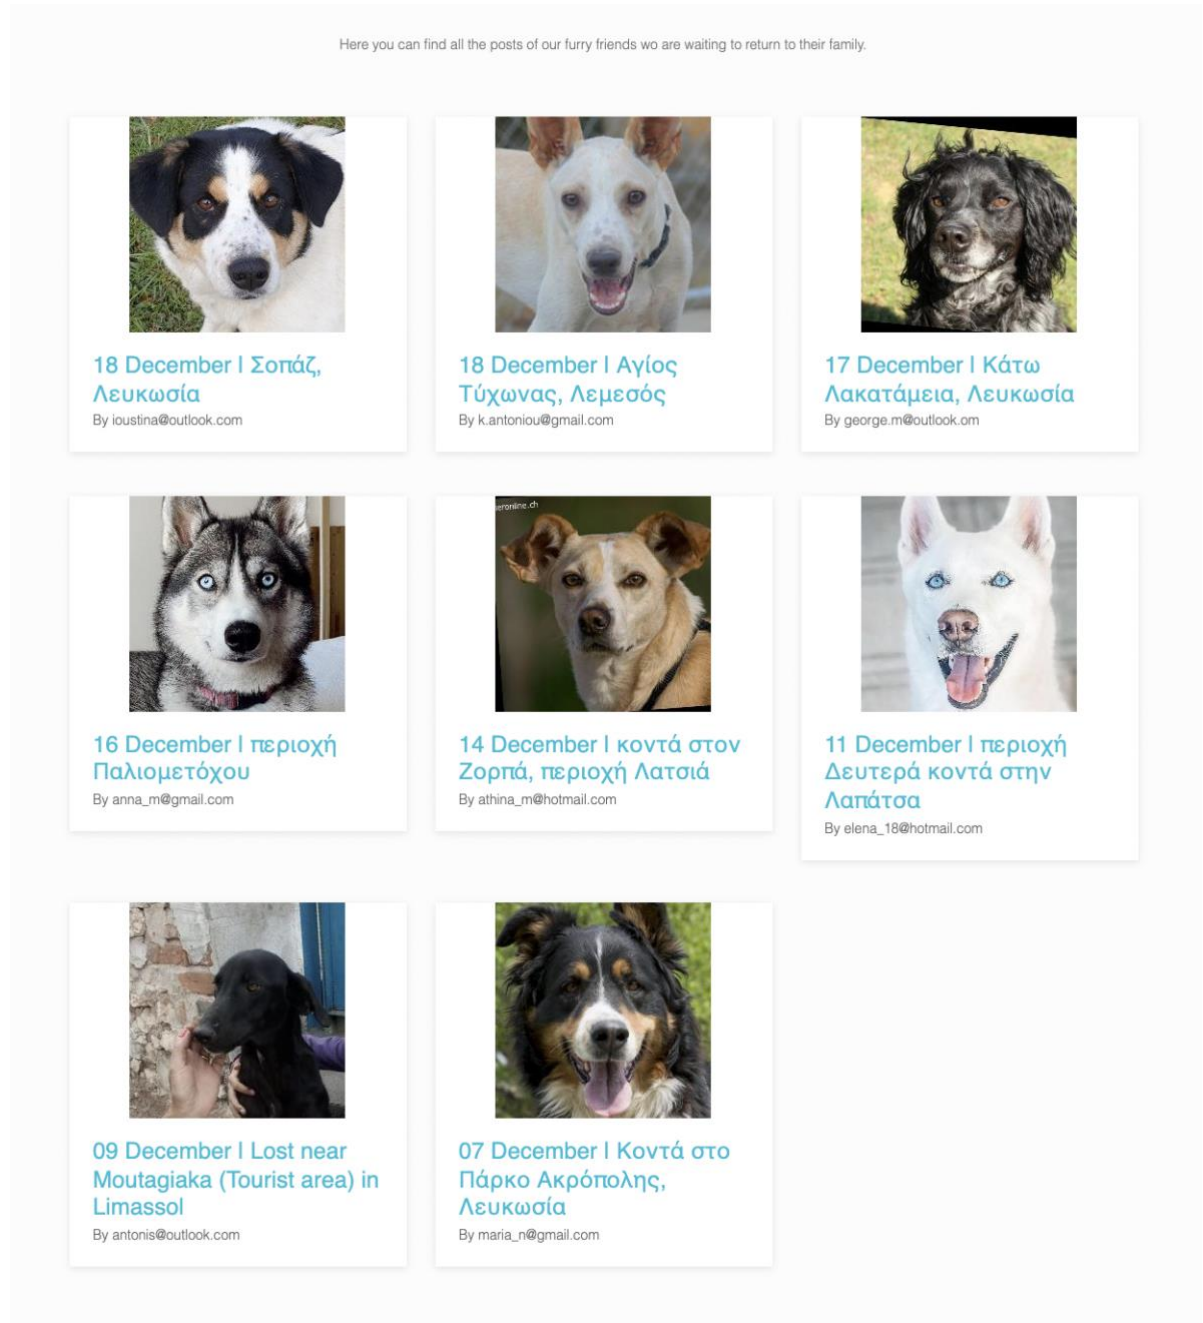 Here you can find all the posts of our furry friends wo are waiting to return to their family.
18 December | Σοπάζ,
Λευκωσία
By ioustina@outlook.com
18 December | Αγίος
Τύχωνας, Λεμεσός
By k.antoniou@gmail.com
17 December | Κάτω
Λακατάμεια, Λευκωσία
By george.m@outlook.om
16 December | περιοχή
Παλιομετόχου
By anna_m@gmail.com
eronline.ch
14 December | κοντά στον
Ζορπά, περιοχή Λατσιά
By athina_m@hotmail.com
11 December | περιοχή
Δευτερά κοντά στην
Λαπάτσα
By elena_18@hotmail.com
09 December | Lost near
Moutagiaka (Tourist area) in
Limassol
By antonis@outlook.com
07 December | Κοντά στο
Πάρκο Ακρόπολης,
Λευκωσία
By maria_n@gmail.com